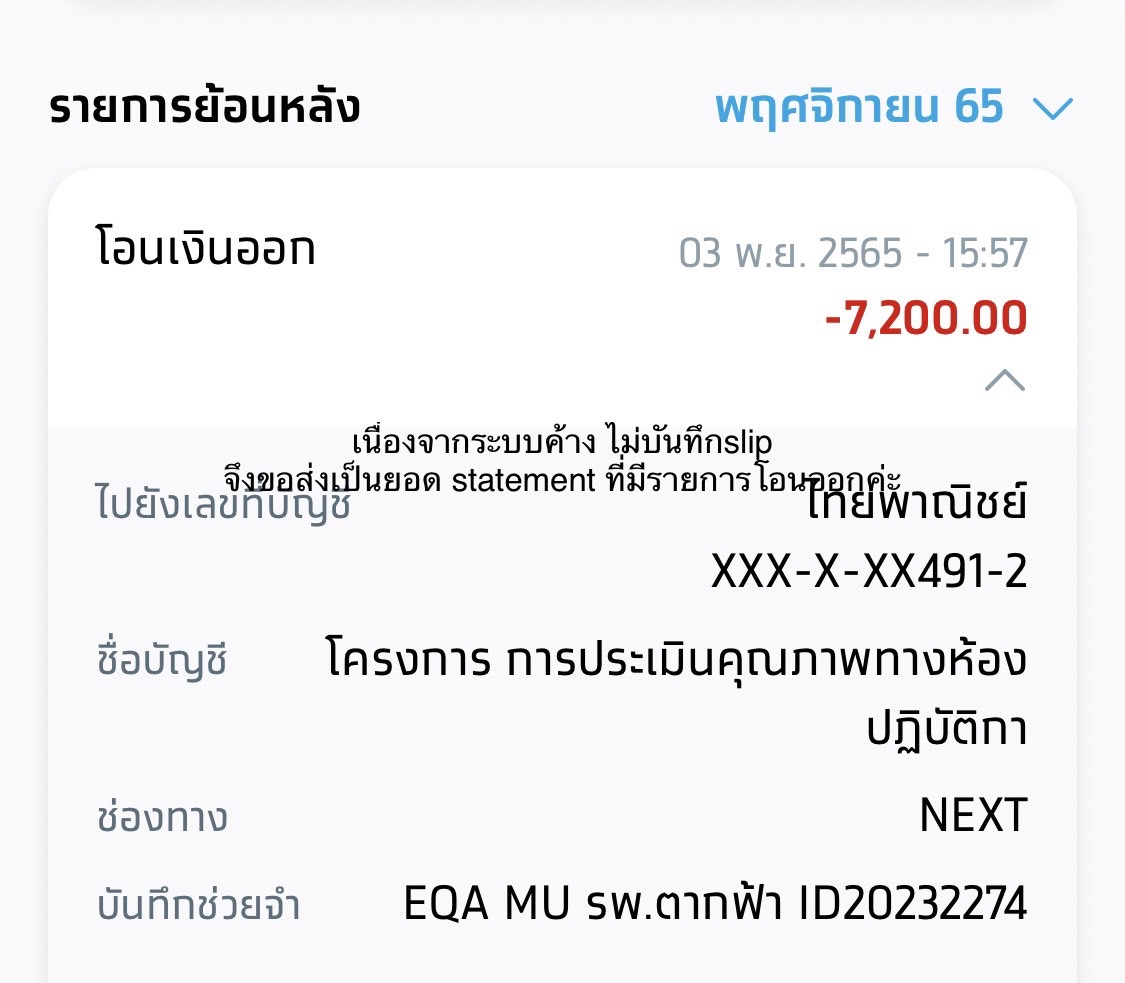 รายการย้อนหลัง พฤศจิกายน 65
โอนเงินออก 03 พ.ย. 2565 - 15:57
-7,200.00
เนื่องจากระบบค้าง ไม่บันทึกslip
จึงขอส่งเป็นยอด statement ที่มีรายการโอนออกค่ะ
ไปยังเลขที่บัญชี ไทยพาณิชย์
XXX-X-XX491-2
ชื่อบัญชี โครงการ การประเมินคุณภาพทางห้อง
ปฏิบัติกา
ช่องทาง NEXT
บันทึกช่วยจำ EQA MU รพ.ตากฟ้า ID20232274